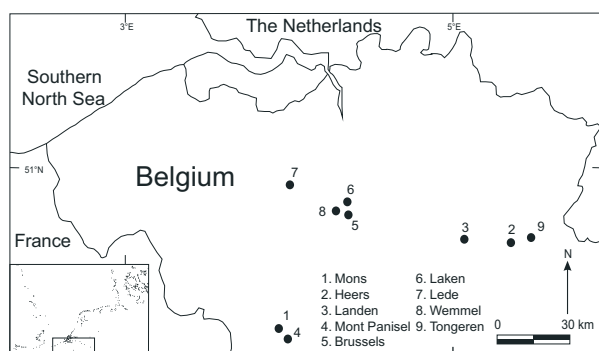 3°E
The Netherlands
5°E
Southern
North Sea
51°N
Belgium
7
6
8
5
3
2
9
France
N
1. Mons
2. Heers
3. Landen
4. Mont Panisel
5. Brussels
6. Laken
7. Lede
8. Wemmel
9. Tongeren
0 30 km
1
4